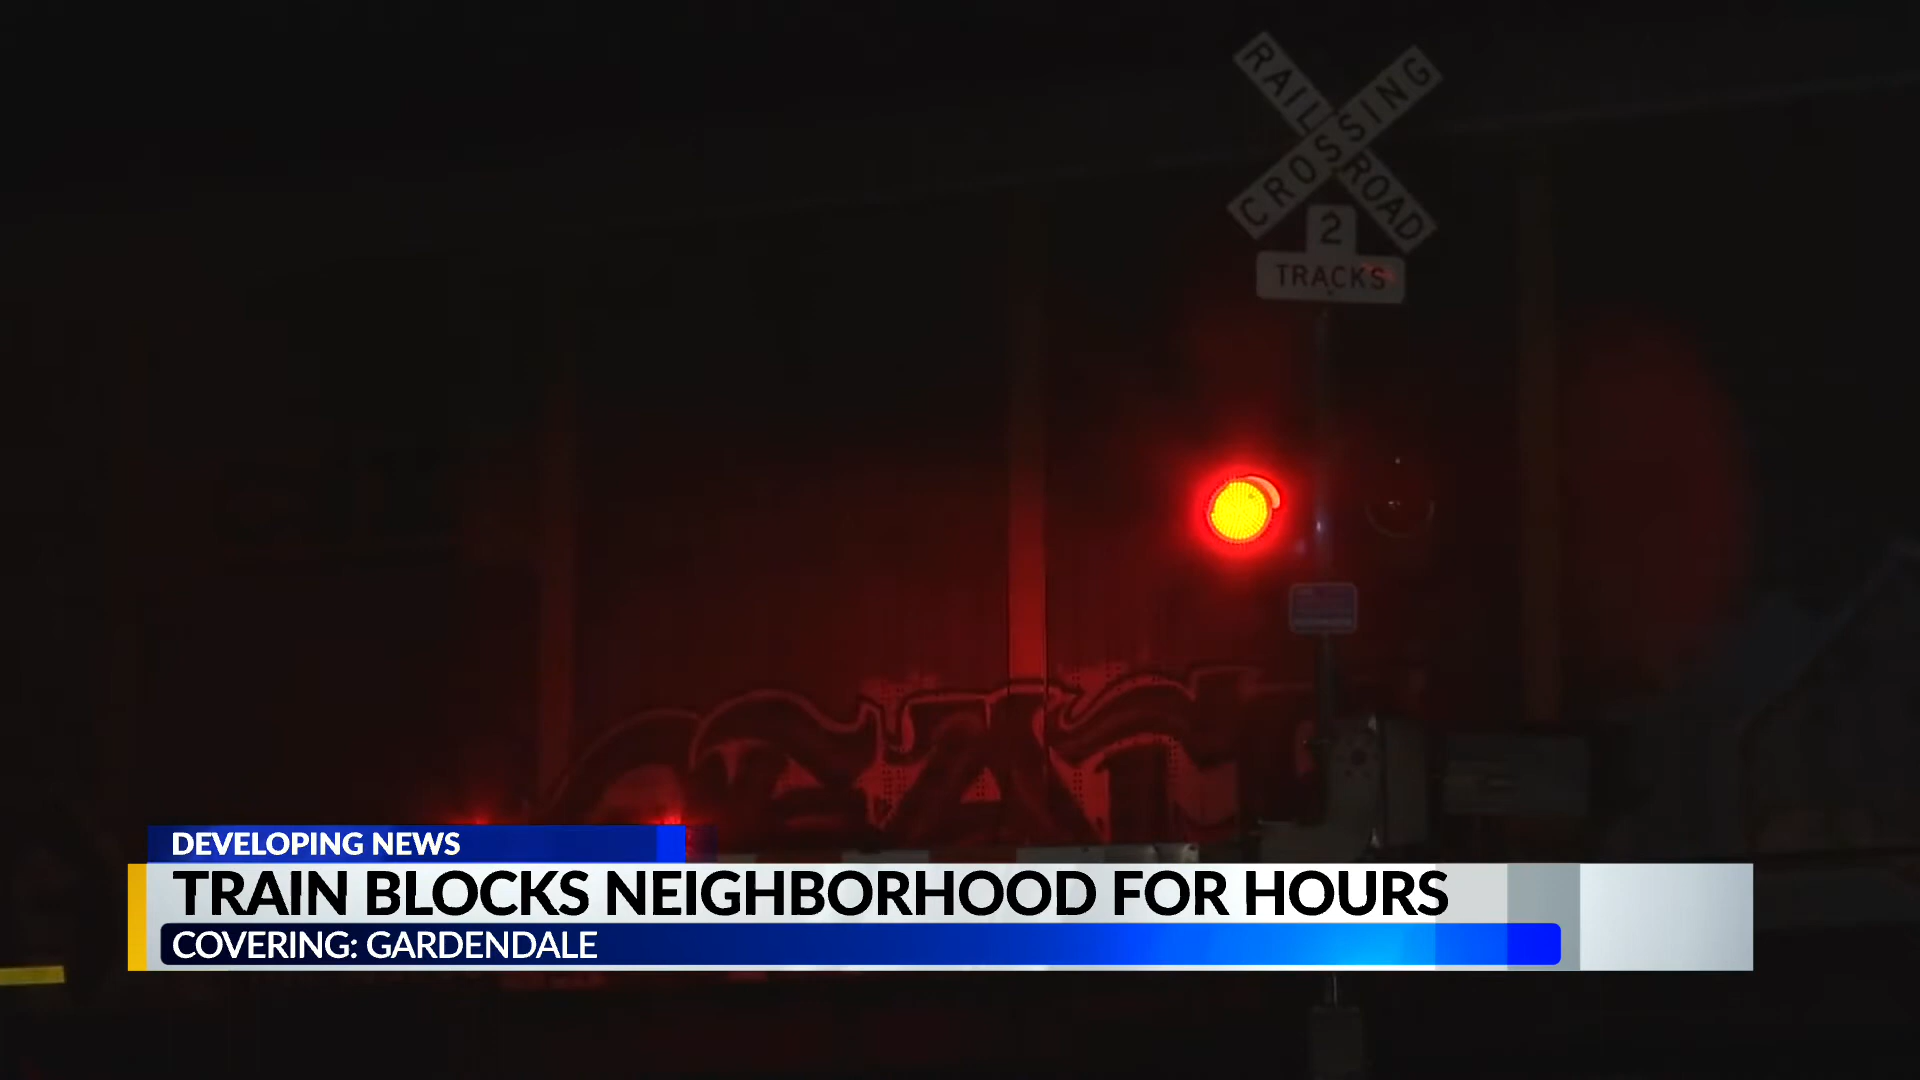 RAILROAD
CROSSING
2
TRACKS
DEVELOPING NEWS
TRAIN BLOCKS NEIGHBORHOOD FOR HOURS
COVERING: GARDENDALE